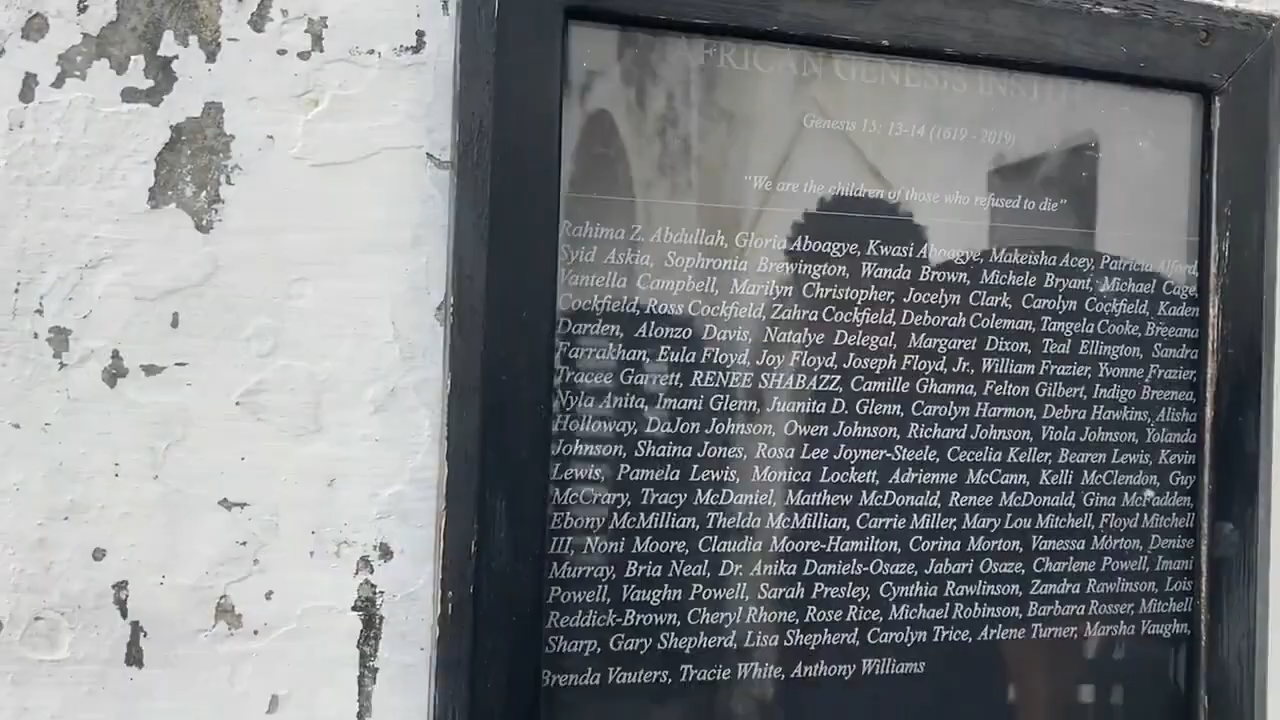 AFRICAN GENESIS
Genesis 15: 13-14 (1619 - 2019)
"We are the children of those who refused to die"
Rahima Z. Abdullah, Gloria Aboagye, Kwasi Aboagye, Makeisha Acey, Patricia Alford,
Syid Askia, Sophronia Brewington, Wanda Brown, Michele Bryant, Michael Cage,
Vantella Campbell, Marilyn Christopher, Jocelyn Clark, Carolyn Cockfield, Kaden
Cockfield, Ross Cockfield, Zahra Cockfield, Deborah Coleman, Tangela Cooke, Breeana
Darden, Alonzo Davis, Natalye Delegal, Margaret Dixon, Teal Ellington, Sandra
Farrakhan, Eula Floyd, Joy Floyd, Joseph Floyd, Jr., William Frazier, Yvonne Frazier,
Tracee Garrett, RENEE SHABAZZ, Camille Ghanna, Felton Gilbert, Indigo Breenea,
Nyla Anita, Imani Glenn, Juanita D. Glenn, Carolyn Harmon, Debra Hawkins, Alisha
Holloway, DaJon Johnson, Owen Johnson, Richard Johnson, Viola Johnson, Yolanda
Johnson, Shaina Jones, Rosa Lee Joyner-Steele, Cecelia Keller, Bearen Lewis, Kevin
Lewis, Pamela Lewis, Monica Lockett, Adrienne McCann, Kelli McClendon, Guy
McCrary, Tracy McDaniel, Matthew McDonald, Renee McDonald, Gina McFadden,
Ebony McMillian, Thelda McMillian, Carrie Miller, Mary Lou Mitchell, Floyd Mitchell
III, Noni Moore, Claudia Moore-Hamilton, Corina Morton, Vanessa Morton, Denise
Murray, Bria Neal, Dr. Anika Daniels-Osaze, Jabari Osaze, Charlene Powell, Imani
Powell, Vaughn Powell, Sarah Presley, Cynthia Rawlinson, Zandra Rawlinson, Lois
Reddick-Brown, Cheryl Rhone, Rose Rice, Michael Robinson, Barbara Rosser, Mitchell
Sharp, Gary Shepherd, Lisa Shepherd, Carolyn Trice, Arlene Turner, Marsha Vaughn,
Brenda Vauters, Tracie White, Anthony Williams